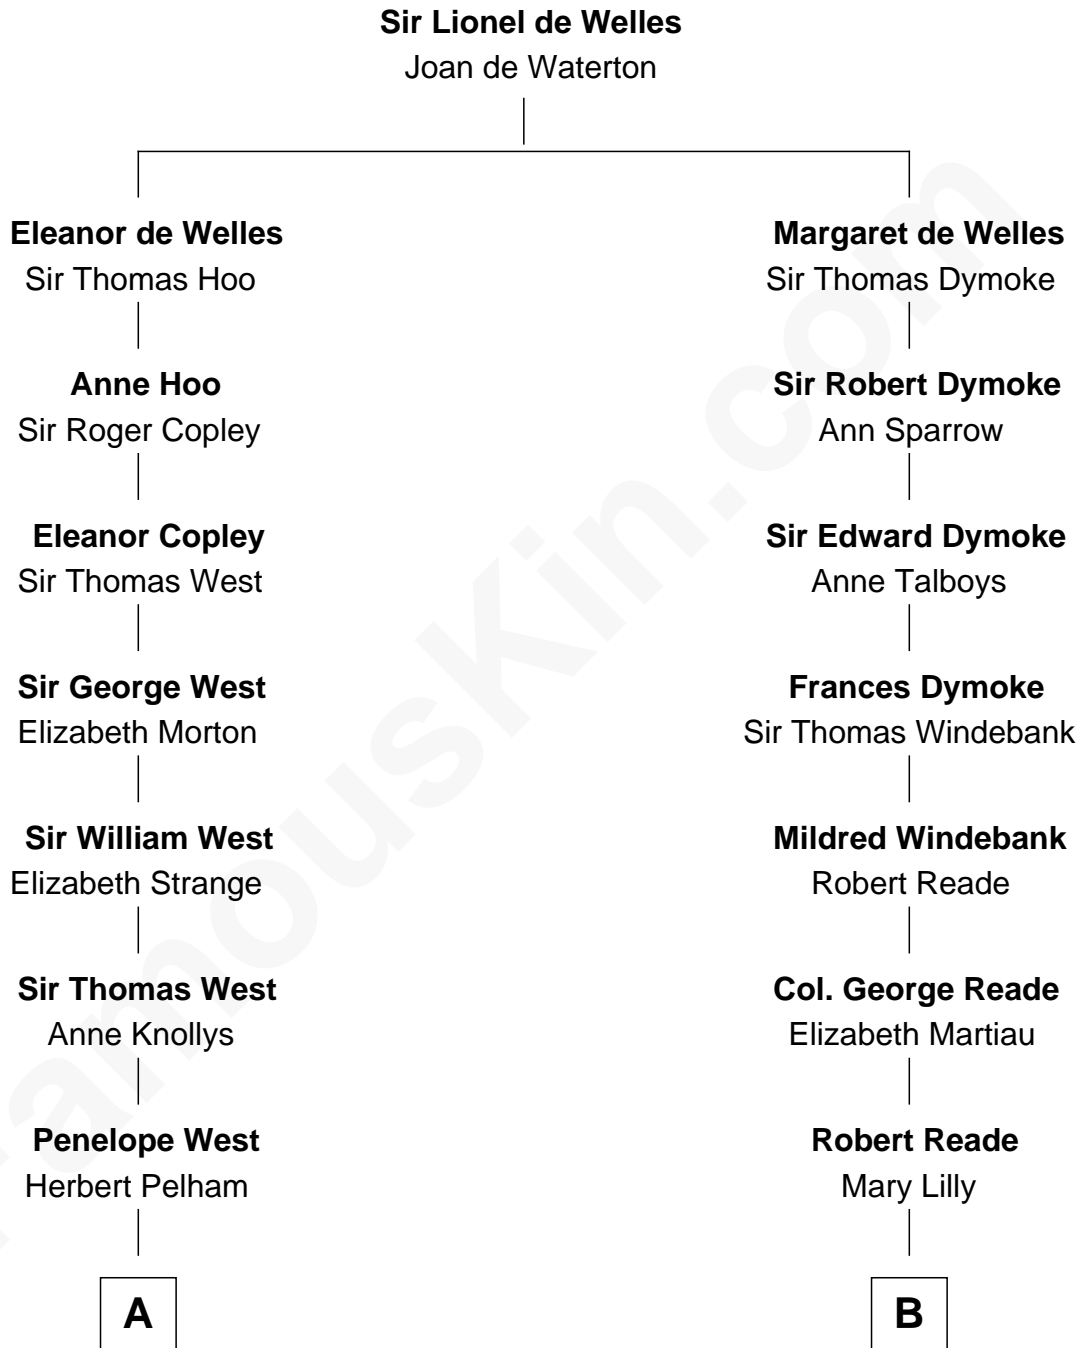 Sir Lionel de Welles
Joan de Waterton
Eleanor de Welles
Sir Thomas Hoo
Margaret de Welles
Sir Thomas Dymoke
Anne Hoo
Sir Roger Copley
Sir Robert Dymoke
Ann Sparrow
Eleanor Copley
Sir Thomas West
Sir Edward Dymoke
Anne Talboys
Sir George West
Elizabeth Morton
Frances Dymoke
Sir Thomas Windebank
Sir William West
Elizabeth Strange
Mildred Windebank
Robert Reade
Sir Thomas West
Anne Knollys
Col. George Reade
Elizabeth Martiau
Penelope West
Herbert Pelham
Robert Reade
Mary Lilly
A
B
FamousKin.com